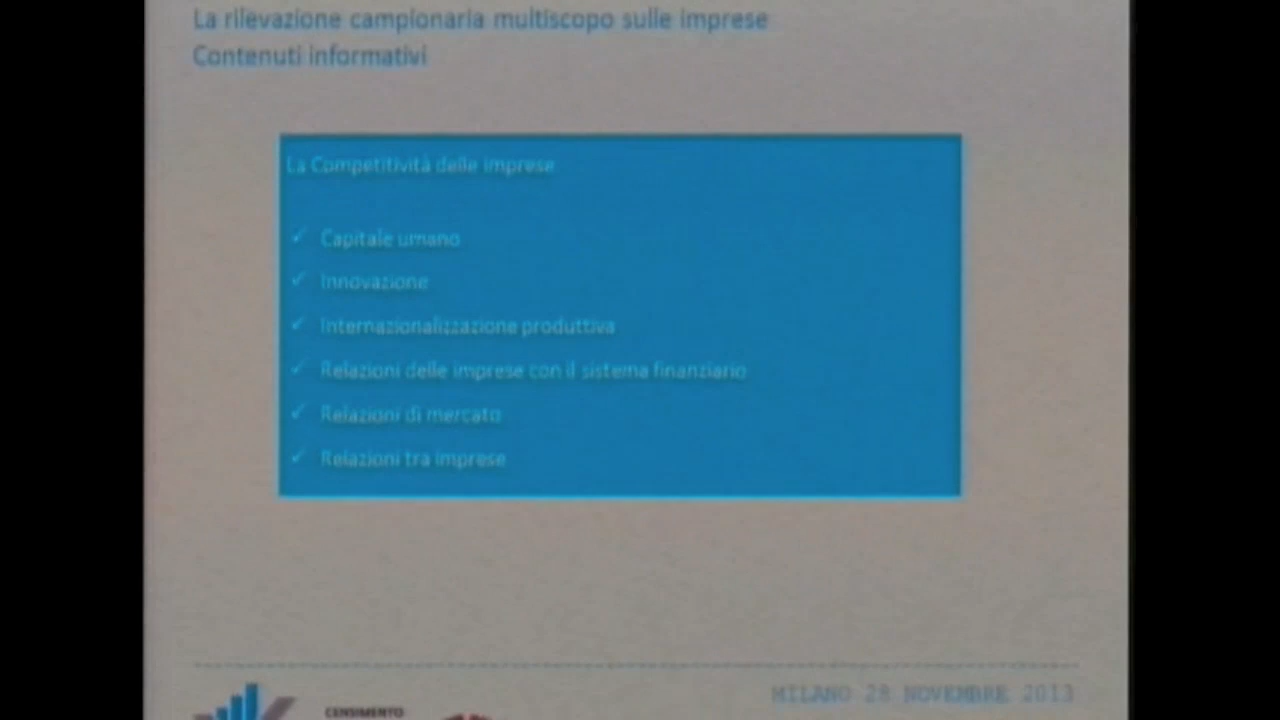 La rilevazione campionaria multiscopo sulle imprese
Contenuti informativi
La Competitività delle imprese
✓ Capitale umano
✓ Innovazione
✓ Internazionalizzazione produttiva
✓ Relazioni delle imprese con il sistema finanziario
✓ Relazioni di mercato
✓ Relazioni tra imprese
MILANO 28 NOVEMBRE 2013
CENSIMENTO